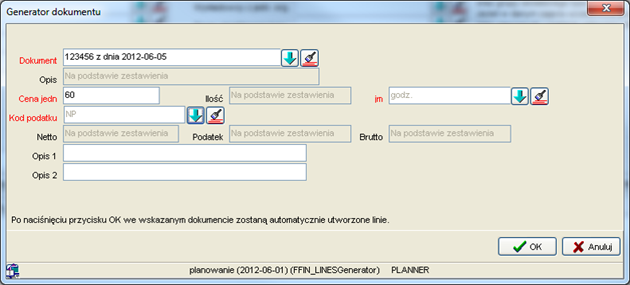 Generator dokumentu
Dokument 123456 z dnia 2012-06-05
Opis Na podstawie zestawienia
Cena jedn 60 Ilość Na podstawie zestawienia jm godz.
Kod podatku NP
Netto Na podstawie zestawienia Podatek Na podstawie zestawienia Brutto Na podstawie zestawienia
Opis 1
Opis 2
Po naciśnięciu przycisku OK we wskazanym dokumencie zostaną automatycznie utworzone linie.
OK Anuluj
planowanie (2012-06-01) (FFIN_LINESGenerator) PLANNER